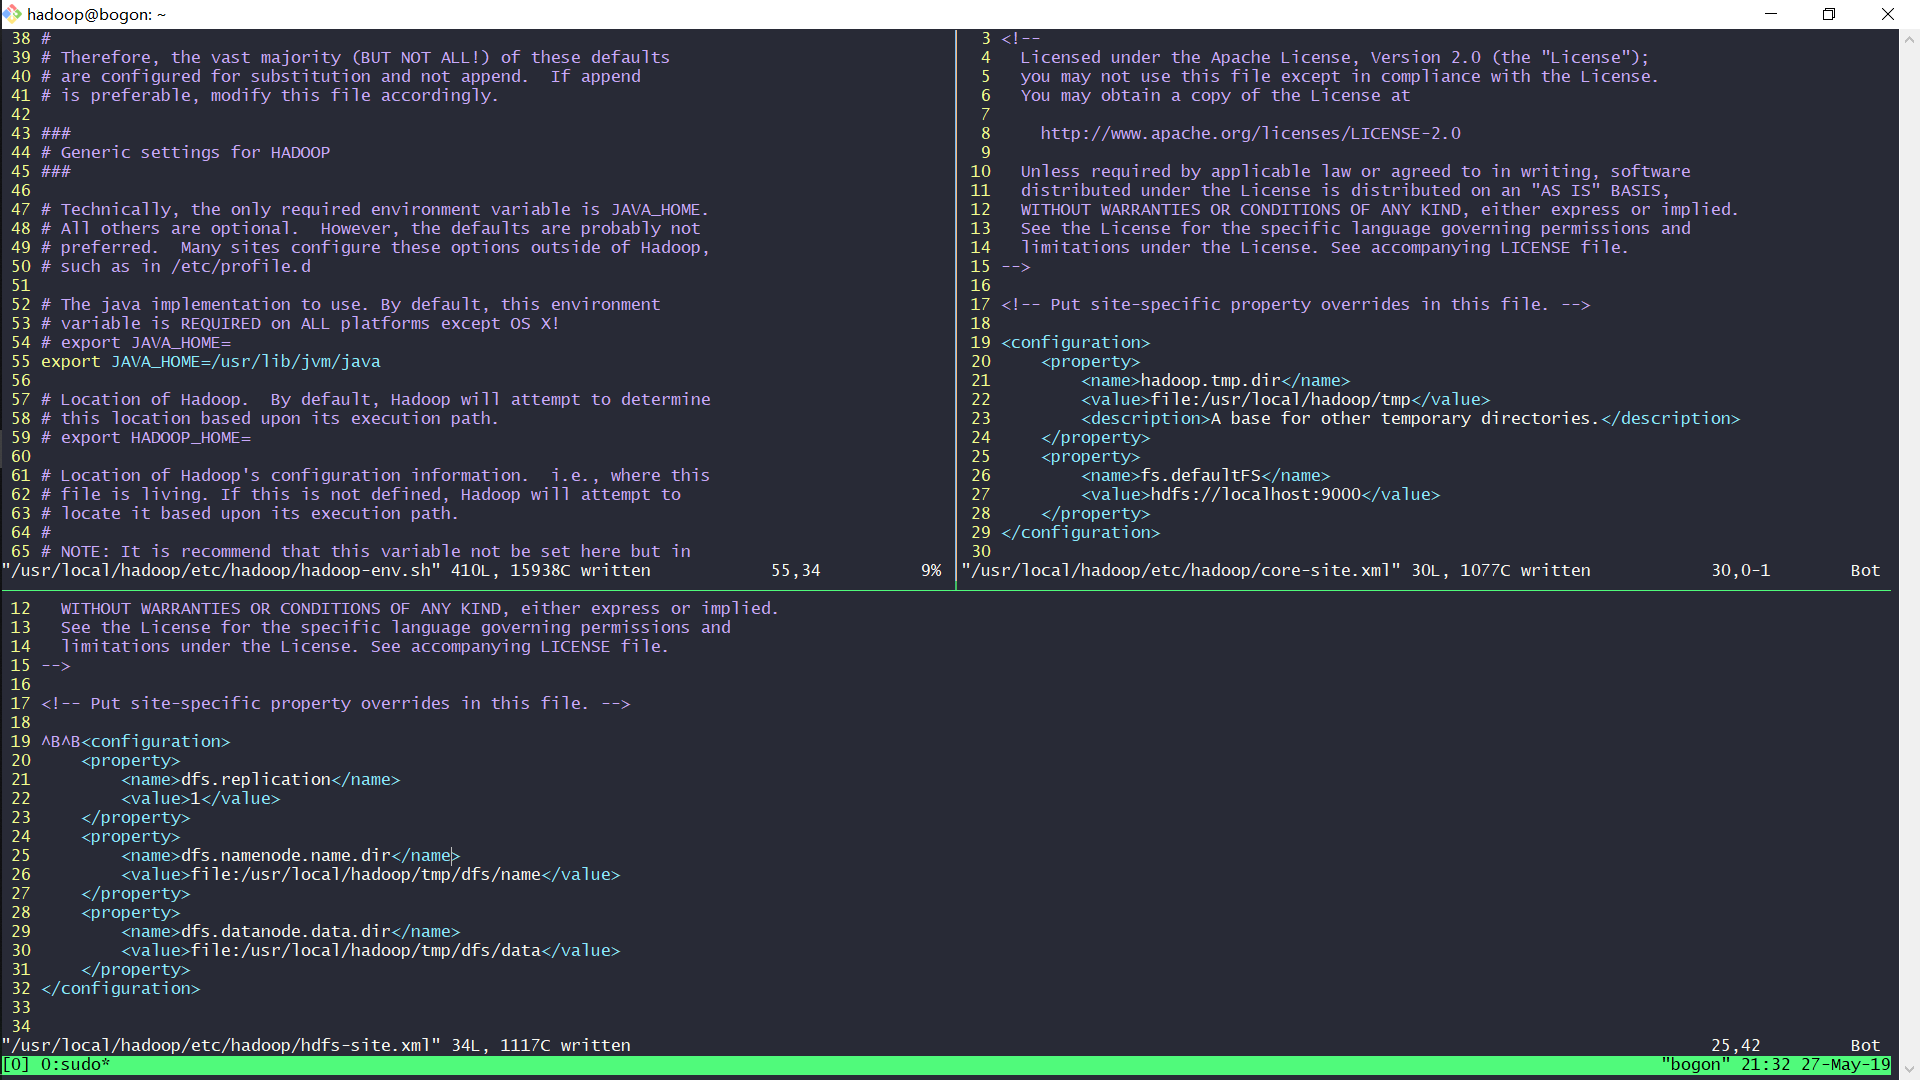 hadoop@bogon: ~
38 #
39 # Therefore, the vast majority (BUT NOT ALL!) of these defaults
40 # are configured for substitution and not append.  If append
41 # is preferable, modify this file accordingly.
42
43 ###
44 # Generic settings for HADOOP
45 ###
46
47 # Technically, the only required environment variable is JAVA_HOME.
48 # All others are optional.  However, the defaults are probably not
49 # preferred.  Many sites configure these options outside of Hadoop,
50 # such as in /etc/profile.d
51
52 # The java implementation to use. By default, this environment
53 # variable is REQUIRED on ALL platforms except OS X!
54 # export JAVA_HOME=
55 export JAVA_HOME=/usr/lib/jvm/java
56
57 # Location of Hadoop.  By default, Hadoop will attempt to determine
58 # this location based upon its execution path.
59 # export HADOOP_HOME=
60
61 # Location of Hadoop's configuration information.  i.e., where this
62 # file is living. If this is not defined, Hadoop will attempt to
63 # locate it based upon its execution path.
64 #
65 # NOTE: It is recommend that this variable not be set here but in
"/usr/local/hadoop/etc/hadoop/hadoop-env.sh" 410L, 15938C written 55,34 9%
3 <!--
4   Licensed under the Apache License, Version 2.0 (the "License");
5   you may not use this file except in compliance with the License.
6   You may obtain a copy of the License at
7
8     http://www.apache.org/licenses/LICENSE-2.0
9
10   Unless required by applicable law or agreed to in writing, software
11   distributed under the License is distributed on an "AS IS" BASIS,
12   WITHOUT WARRANTIES OR CONDITIONS OF ANY KIND, either express or implied.
13   See the License for the specific language governing permissions and
14   limitations under the License. See accompanying LICENSE file.
15 -->
16
17 <!-- Put site-specific property overrides in this file. -->
18
19 <configuration>
20     <property>
21         <name>hadoop.tmp.dir</name>
22         <value>file:/usr/local/hadoop/tmp</value>
23         <description>A base for other temporary directories.</description>
24     </property>
25     <property>
26         <name>fs.defaultFS</name>
27         <value>hdfs://localhost:9000</value>
28     </property>
29 </configuration>
30
"/usr/local/hadoop/etc/hadoop/core-site.xml" 30L, 1077C written 30,0-1 Bot
12   WITHOUT WARRANTIES OR CONDITIONS OF ANY KIND, either express or implied.
13   See the License for the specific language governing permissions and
14   limitations under the License. See accompanying LICENSE file.
15 -->
16
17 <!-- Put site-specific property overrides in this file. -->
18
19 ^B^B<configuration>
20     <property>
21         <name>dfs.replication</name>
22         <value>1</value>
23     </property>
24     <property>
25         <name>dfs.namenode.name.dir</name>
26         <value>file:/usr/local/hadoop/tmp/dfs/name</value>
27     </property>
28     <property>
29         <name>dfs.datanode.data.dir</name>
30         <value>file:/usr/local/hadoop/tmp/dfs/data</value>
31     </property>
32 </configuration>
33
34
"/usr/local/hadoop/etc/hadoop/hdfs-site.xml" 34L, 1117C written 25,42 Bot
[0] 0:sudo* "bogon" 21:32 27-May-19